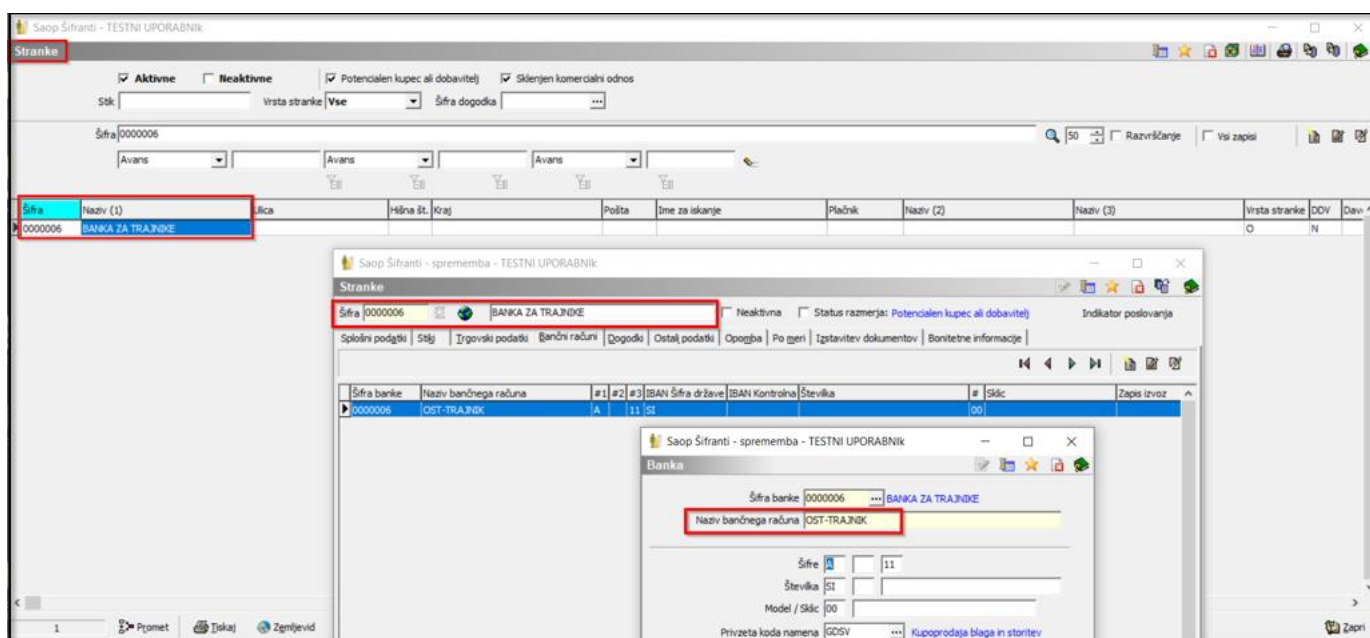 Saop Šifranti - TESTNI UPORABNIk
Stranke
Aktivne Neaktivne Potencialen kupec ali dobavitelj Sklenjen komercialni odnos
Stik Vrsta stranke Vse Šifra dogodka ...
Šifra 0000006 50 Razvrščanje Vsi zapisi
Avans Avans Avans
Šifra Naziv (1) Ulica Hišna št. Kraj Pošta Ime za iskanje Plačnik Naziv (2) Naziv (3) Vrsta stranke DDV Davč
0000006 BANKA ZA TRAJNIKE O N
Saop Šifranti - sprememba - TESTNI UPORABNIk
Stranke
Šifra 0000006 BANKA ZA TRAJNIKE Neaktivna Status razmerja: Potencialen kupec ali dobavitelj Indikator poslovanja
Splošni podatki Stiki Trgovski podatki Bančni računi Dogodki Ostali podatki Opomba Po meri Izstavitev dokumentov Bonitetne informacije
Šifra banke Naziv bančnega računa #1 #2 #3 IBAN Šifra države IBAN Kontrolna Številka # Sklic Zapis izvoz
0000006 OST-TRAJNIK A 11 SI 00
Saop Šifranti - sprememba - TESTNI UPORABNIk
Banka
Šifra banke 0000006 ... BANKA ZA TRAJNIKE
Naziv bančnega računa OST-TRAJNIK
Šifre A 11
Številka SI
Model / Sklic 00
Privzeta koda namena GDSV ... Kupoprodaja blaga in storitev
1 Promet Tiskaj Zemljevid Zapri